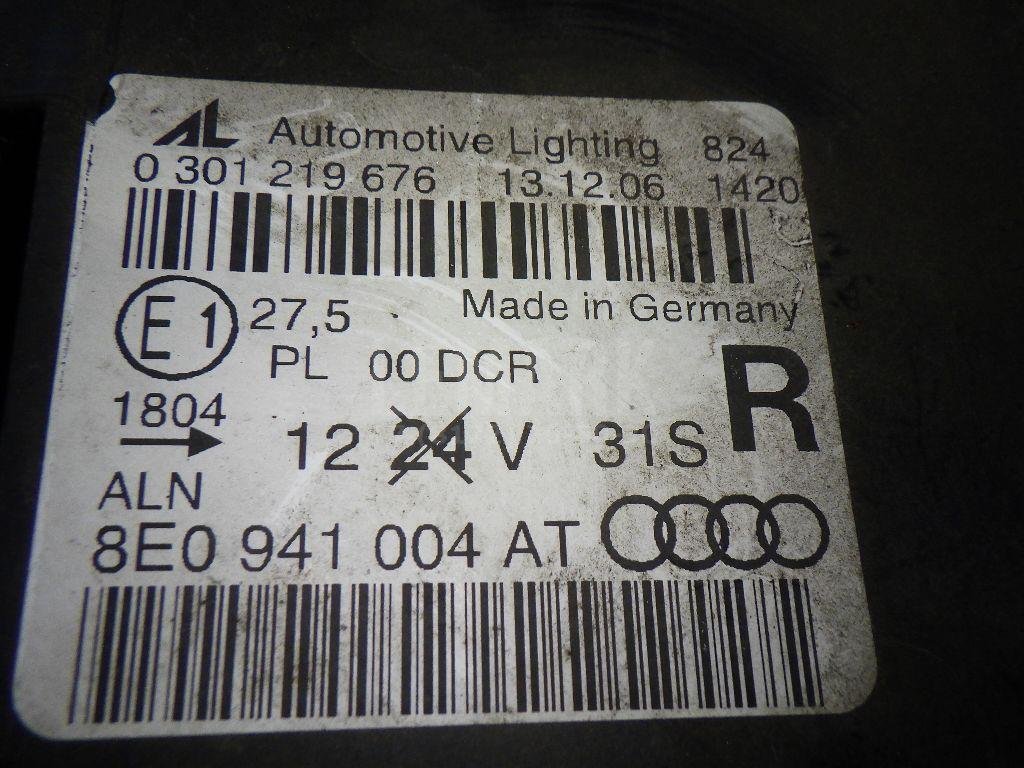 AL Automotive Lighting 824
0 301 219 676 13.12.06 1420
E1 27,5 Made in Germany
PL 00 DCR R
1804
12 24 V 31S
ALN
8E0 941 004 AT